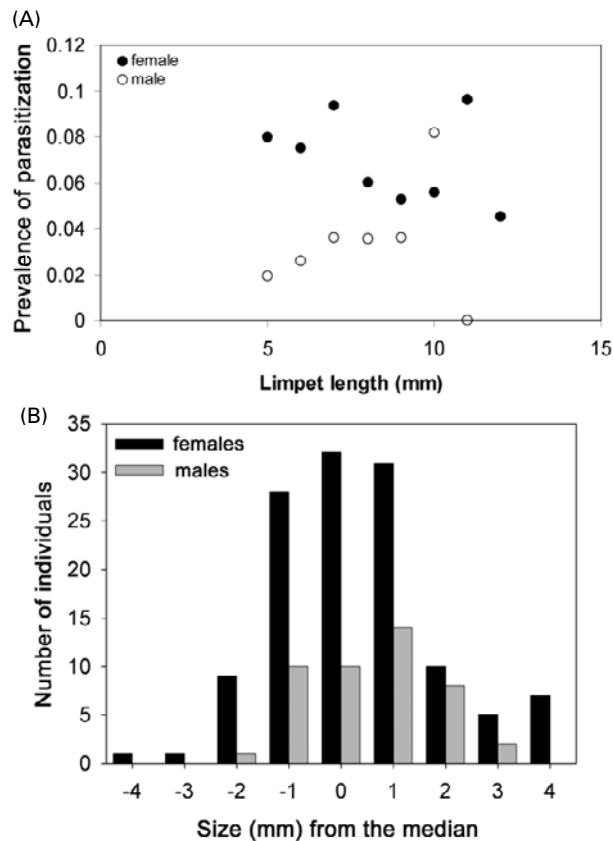 (A)
0.12
female
male
0.1
0.08
0.06
0.04
0.02
0
Prevalence of parasitization
0 5 10 15
Limpet length (mm)
(B)
35
females
males
30
25
20
15
10
5
0
Number of individuals
-4 -3 -2 -1 0 1 2 3 4
Size (mm) from the median